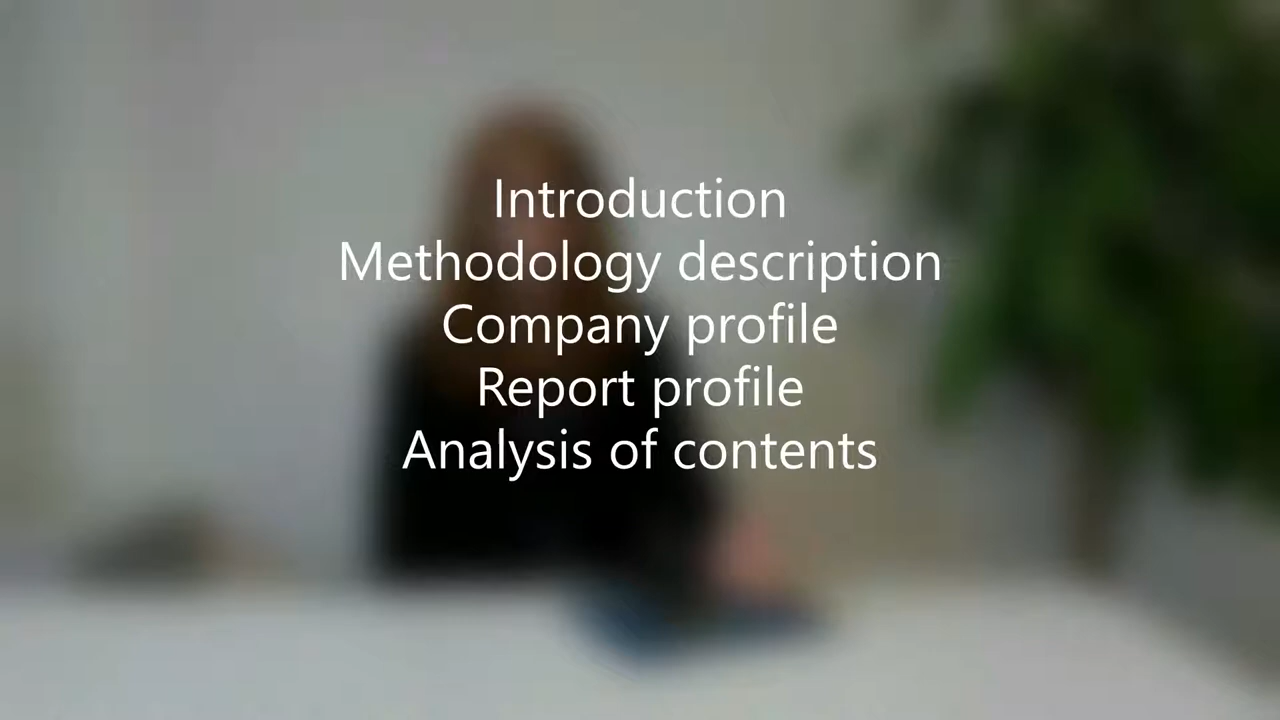 Introduction
Methodology description
Company profile
Report profile
Analysis of contents